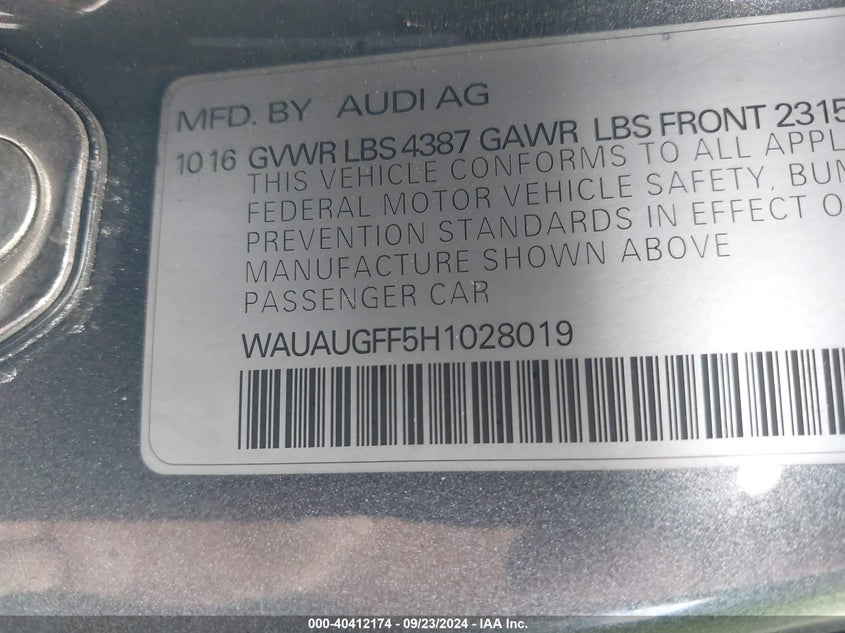 MFD. BY AUDI AG
10 16 GVWR LBS 4387 GAWR LBS FRONT 2315
THIS VEHICLE CONFORMS TO ALL APPL
FEDERAL MOTOR VEHICLE SAFETY, BUM
PREVENTION STANDARDS IN EFFECT O
MANUFACTURE SHOWN ABOVE
PASSENGER CAR
WAUAUGFF5H1028019
000-40412174 - 09/23/2024 - IAA, Inc.